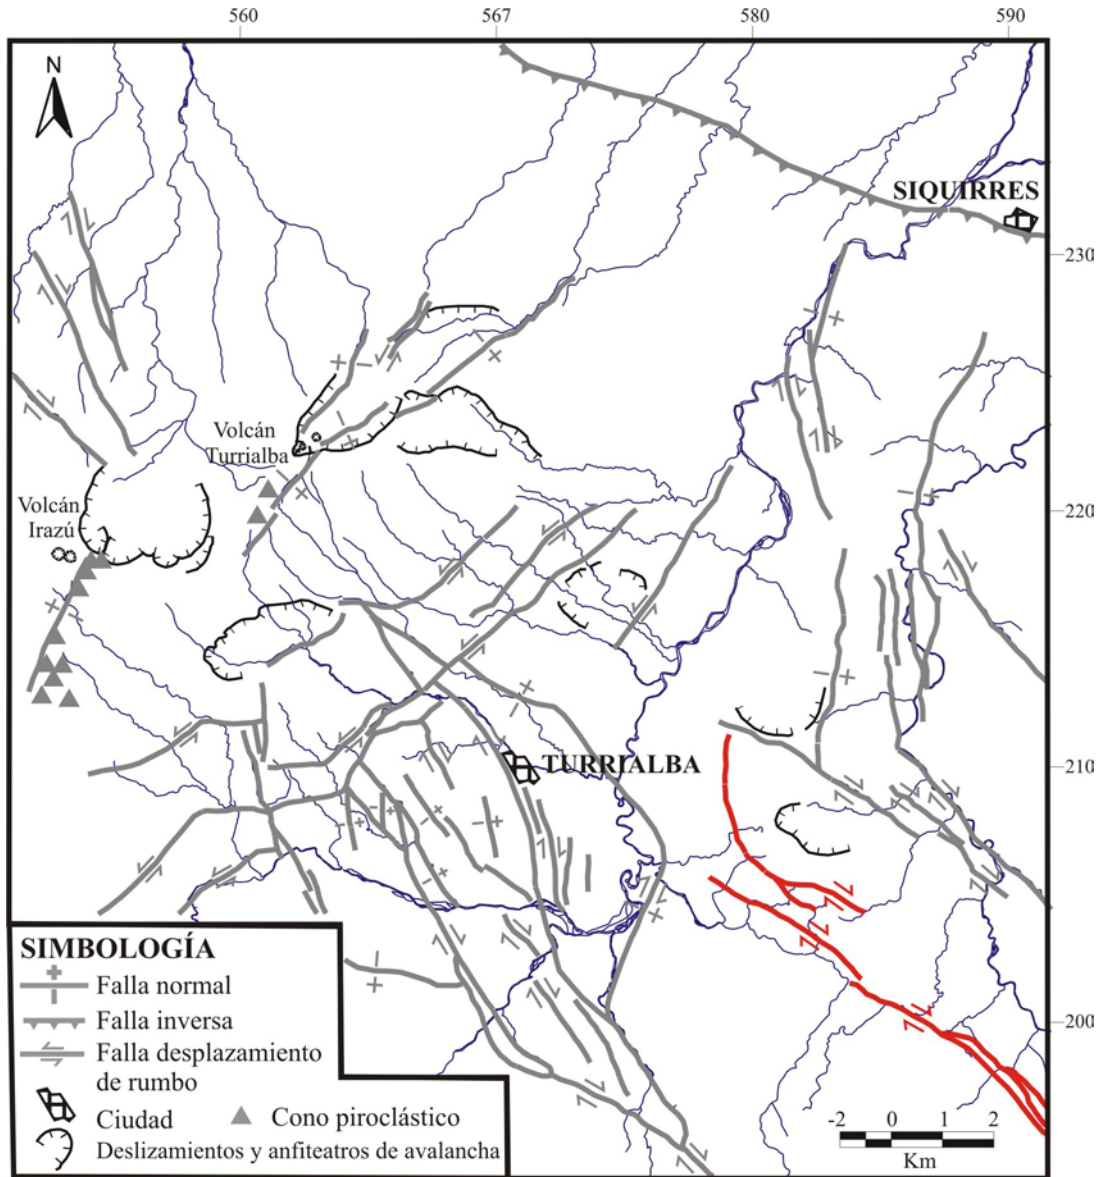 560 567 580 590
N
SIQUIRRES
230
Volcán
Turrialba
Volcán
Irazú
220
TURRIALBA
210
SIMBOLOGÍA
Falla normal
Falla inversa
Falla desplazamiento
de rumbo
Ciudad
Cono piroclástico
Deslizamientos y anfiteatros de avalancha
200
-2 0 1 2
Km